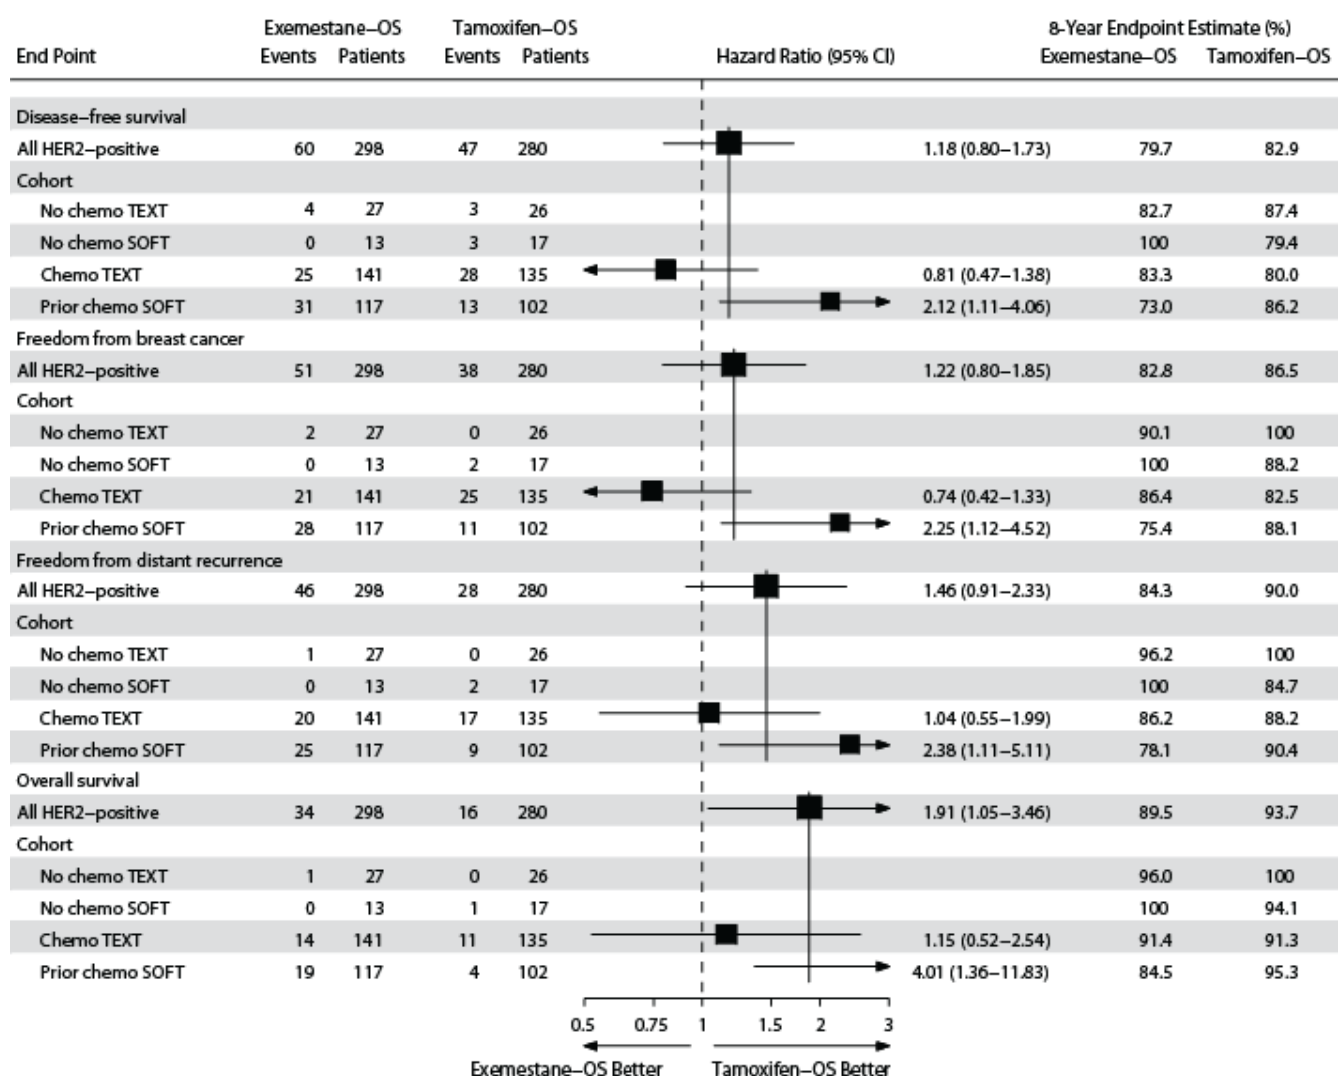 Exemestane–OS Tamoxifen–OS 8-Year Endpoint Estimate (%)
End Point Events Patients Events Patients Hazard Ratio (95% CI) Exemestane–OS Tamoxifen–OS
Disease–free survival
All HER2–positive 60 298 47 280 1.18 (0.80–1.73) 79.7 82.9
Cohort
No chemo TEXT 4 27 3 26 82.7 87.4
No chemo SOFT 0 13 3 17 100 79.4
Chemo TEXT 25 141 28 135 0.81 (0.47–1.38) 83.3 80.0
Prior chemo SOFT 31 117 13 102 2.12 (1.11–4.06) 73.0 86.2
Freedom from breast cancer
All HER2–positive 51 298 38 280 1.22 (0.80–1.85) 82.8 86.5
Cohort
No chemo TEXT 2 27 0 26 90.1 100
No chemo SOFT 0 13 2 17 100 88.2
Chemo TEXT 21 141 25 135 0.74 (0.42–1.33) 86.4 82.5
Prior chemo SOFT 28 117 11 102 2.25 (1.12–4.52) 75.4 88.1
Freedom from distant recurrence
All HER2–positive 46 298 28 280 1.46 (0.91–2.33) 84.3 90.0
Cohort
No chemo TEXT 1 27 0 26 96.2 100
No chemo SOFT 0 13 2 17 100 84.7
Chemo TEXT 20 141 17 135 1.04 (0.55–1.99) 86.2 88.2
Prior chemo SOFT 25 117 9 102 2.38 (1.11–5.11) 78.1 90.4
Overall survival
All HER2–positive 34 298 16 280 1.91 (1.05–3.46) 89.5 93.7
Cohort
No chemo TEXT 1 27 0 26 96.0 100
No chemo SOFT 0 13 1 17 100 94.1
Chemo TEXT 14 141 11 135 1.15 (0.52–2.54) 91.4 91.3
Prior chemo SOFT 19 117 4 102 4.01 (1.36–11.83) 84.5 95.3
0.5 0.75 1 1.5 2 3
Exemestane–OS Better Tamoxifen–OS Better